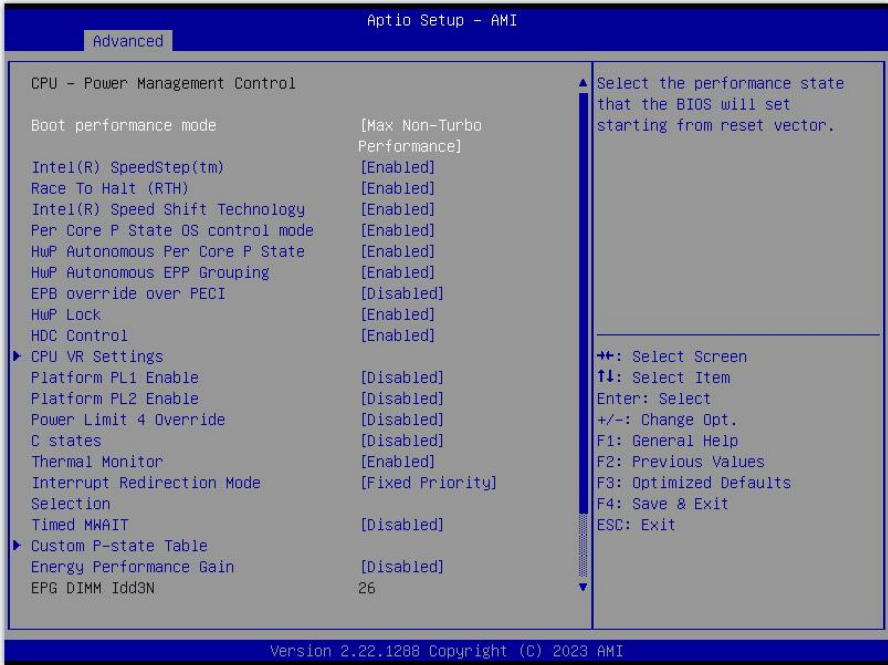 Aptio Setup – AMI
Advanced
CPU – Power Management Control
Boot performance mode [Max Non-Turbo
Performance]
Intel(R) SpeedStep(tm) [Enabled]
Race To Halt (RTH) [Enabled]
Intel(R) Speed Shift Technology [Enabled]
Per Core P State OS control mode [Enabled]
HwP Autonomous Per Core P State [Enabled]
HwP Autonomous EPP Grouping [Enabled]
EPB override over PECI [Disabled]
HwP Lock [Enabled]
HDC Control [Enabled]
CPU VR Settings
Platform PL1 Enable [Disabled]
Platform PL2 Enable [Disabled]
Power Limit 4 Override [Disabled]
C states [Disabled]
Thermal Monitor [Enabled]
Interrupt Redirection Mode [Fixed Priority]
Selection
Timed MWAIT [Disabled]
Custom P-state Table
Energy Performance Gain [Disabled]
EPG DIMM Idd3N 26
Select the performance state
that the BIOS will set
starting from reset vector.
→←: Select Screen
↑↓: Select Item
Enter: Select
+/-: Change Opt.
F1: General Help
F2: Previous Values
F3: Optimized Defaults
F4: Save & Exit
ESC: Exit
Version 2.22.1288 Copyright (C) 2023 AMI